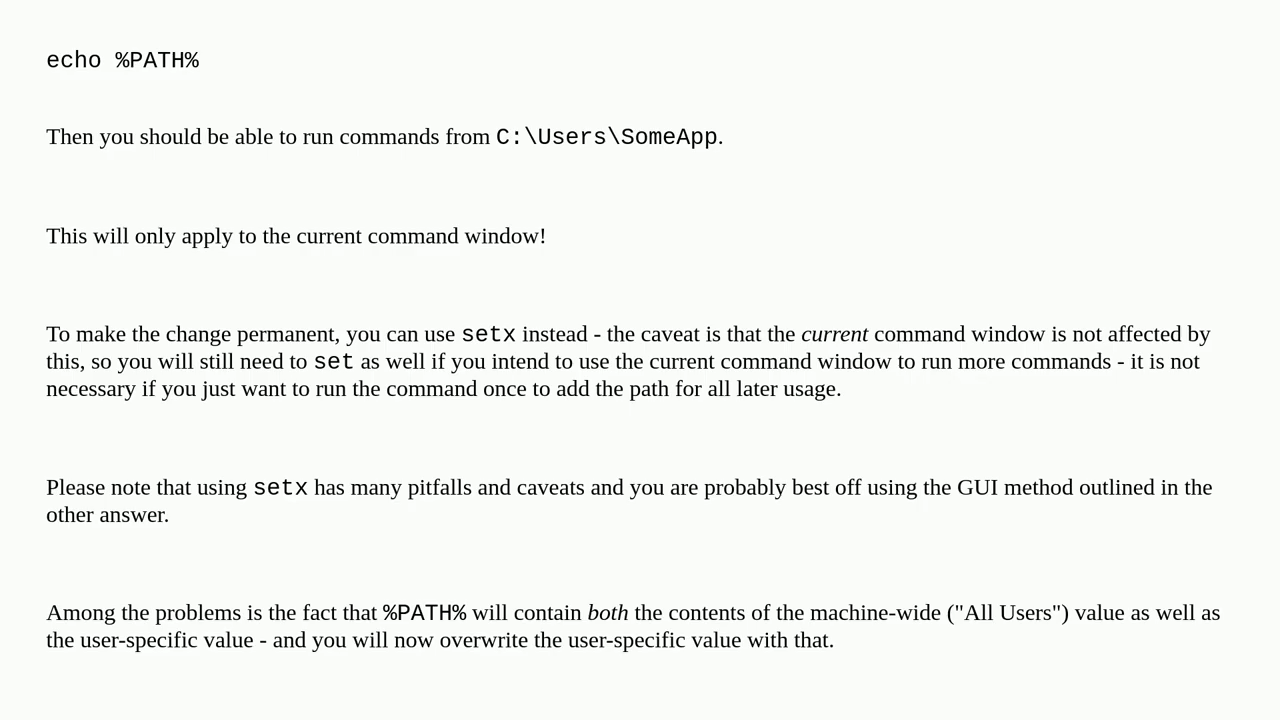 echo %PATH%
Then you should be able to run commands from C:\Users\SomeApp.
This will only apply to the current command window!
To make the change permanent, you can use setx instead - the caveat is that the current command window is not affected by
this, so you will still need to set as well if you intend to use the current command window to run more commands - it is not
necessary if you just want to run the command once to add the path for all later usage.
Please note that using setx has many pitfalls and caveats and you are probably best off using the GUI method outlined in the
other answer.
Among the problems is the fact that %PATH% will contain both the contents of the machine-wide ("All Users") value as well as
the user-specific value - and you will now overwrite the user-specific value with that.